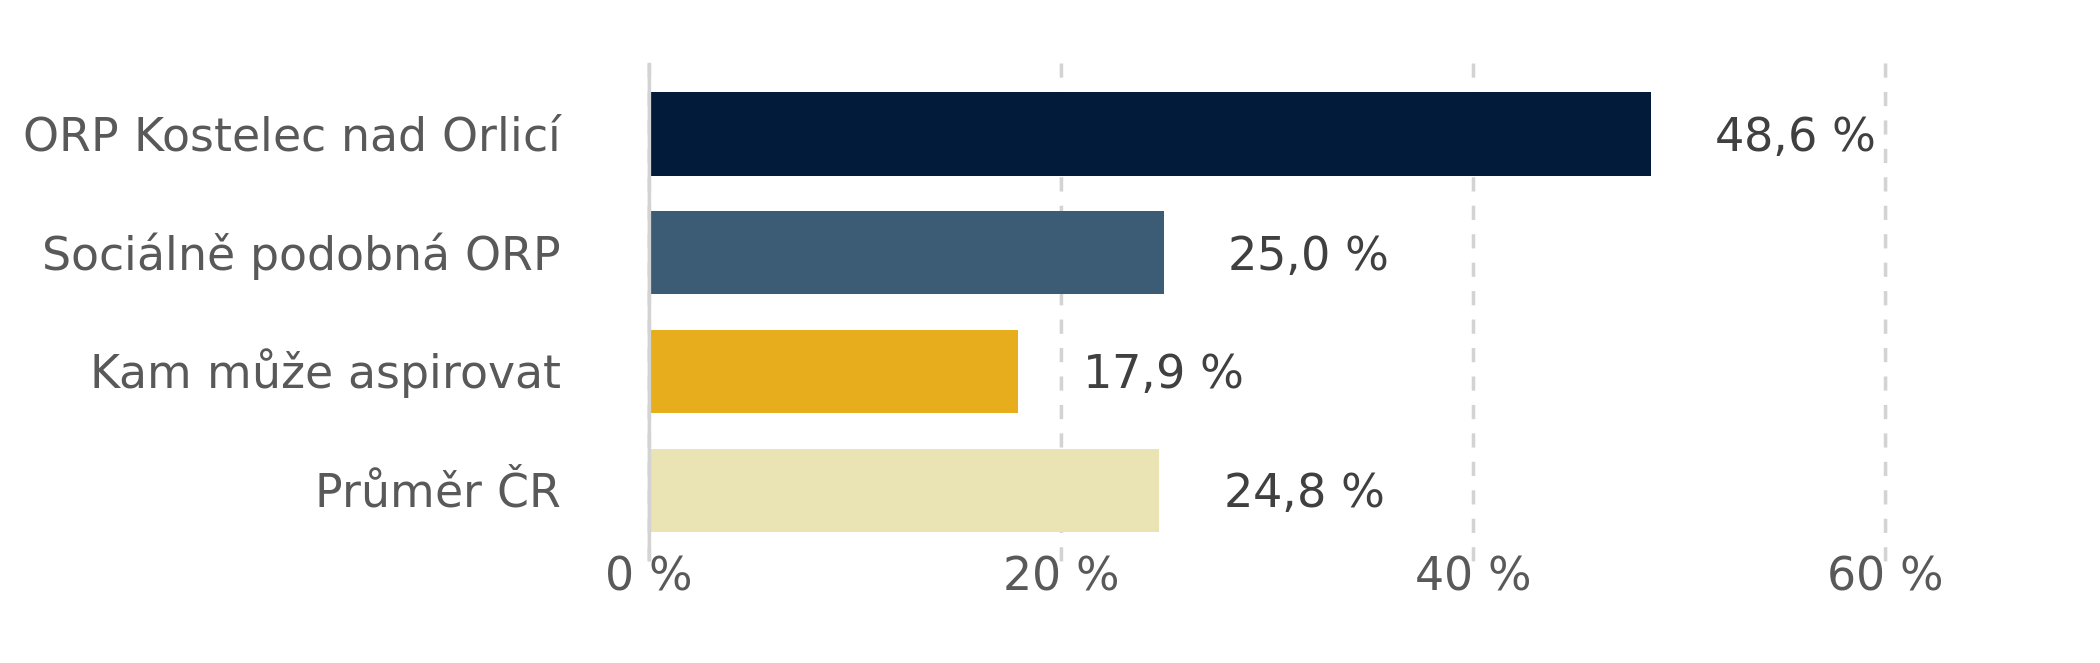 ORP Kostelec nad Orlicí
48,6 %
Sociálně podobná ORP
25,0 %
Kam může aspirovat
17,9 %
Průměr ČR
24,8 %
0 %
20 %
40 %
60 %